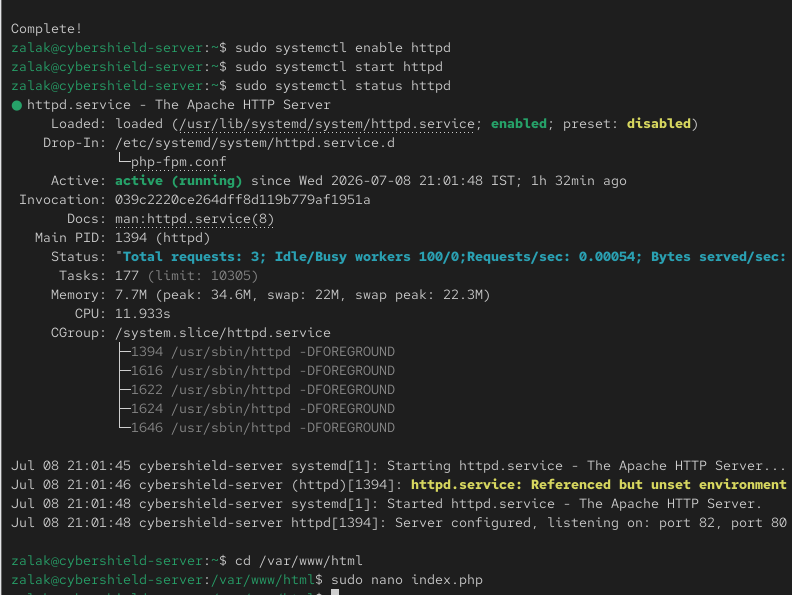 Complete!
zalak@cybershield-server:~$ sudo systemctl enable httpd
zalak@cybershield-server:~$ sudo systemctl start httpd
zalak@cybershield-server:~$ sudo systemctl status httpd
● httpd.service - The Apache HTTP Server
Loaded: loaded (/usr/lib/systemd/system/httpd.service; enabled; preset: disabled)
Drop-In: /etc/systemd/system/httpd.service.d
└─php-fpm.conf
Active: active (running) since Wed 2026-07-08 21:01:48 IST; 1h 32min ago
Invocation: 039c2220ce264dff8d119b779af1951a
Docs: man:httpd.service(8)
Main PID: 1394 (httpd)
Status: "Total requests: 3; Idle/Busy workers 100/0;Requests/sec: 0.00054; Bytes served/sec:
Tasks: 177 (limit: 10305)
Memory: 7.7M (peak: 34.6M, swap: 22M, swap peak: 22.3M)
CPU: 11.933s
CGroup: /system.slice/httpd.service
├─1394 /usr/sbin/httpd -DFOREGROUND
├─1616 /usr/sbin/httpd -DFOREGROUND
├─1622 /usr/sbin/httpd -DFOREGROUND
├─1624 /usr/sbin/httpd -DFOREGROUND
└─1646 /usr/sbin/httpd -DFOREGROUND
Jul 08 21:01:45 cybershield-server systemd[1]: Starting httpd.service - The Apache HTTP Server...
Jul 08 21:01:46 cybershield-server (httpd)[1394]: httpd.service: Referenced but unset environment
Jul 08 21:01:48 cybershield-server systemd[1]: Started httpd.service - The Apache HTTP Server.
Jul 08 21:01:48 cybershield-server httpd[1394]: Server configured, listening on: port 82, port 80
zalak@cybershield-server:~$ cd /var/www/html
zalak@cybershield-server:/var/www/html$ sudo nano index.php